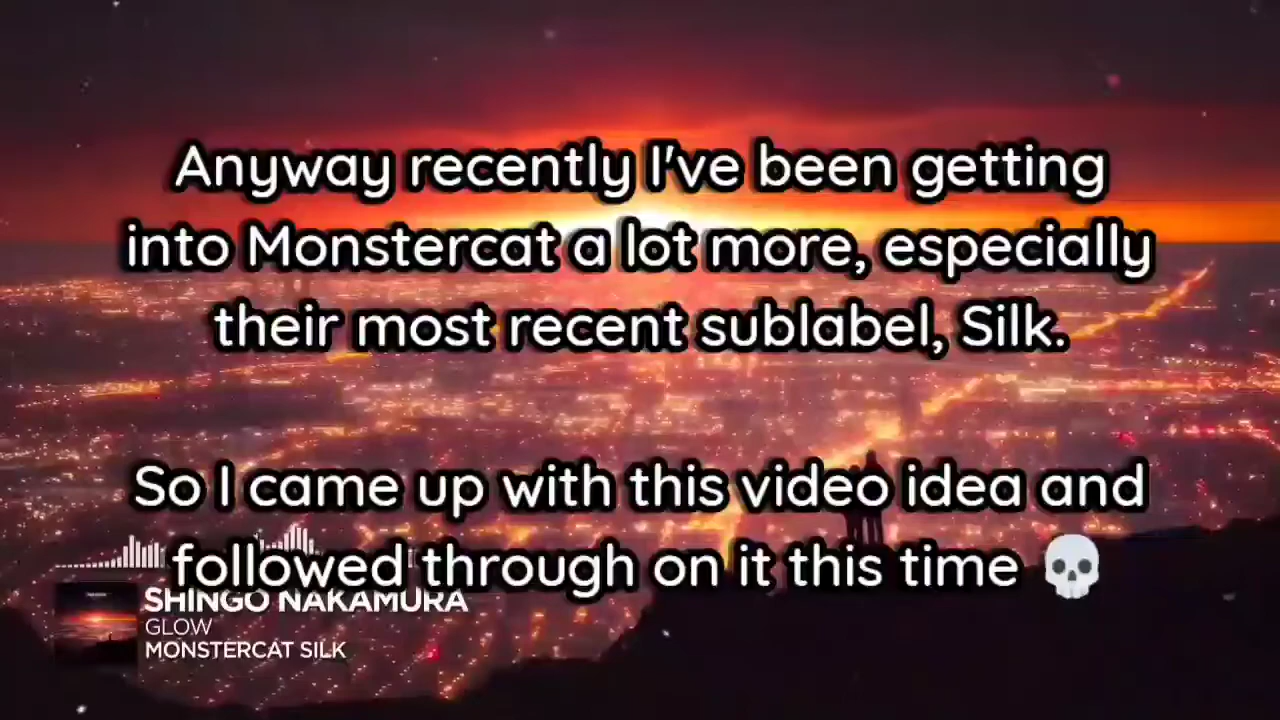 Anyway recently I've been getting
into Monstercat a lot more, especially
their most recent sublabel, Silk.
So I came up with this video idea and
followed through on it this time 💀
SHINGO NAKAMURA
GLOW
MONSTERCAT SILK